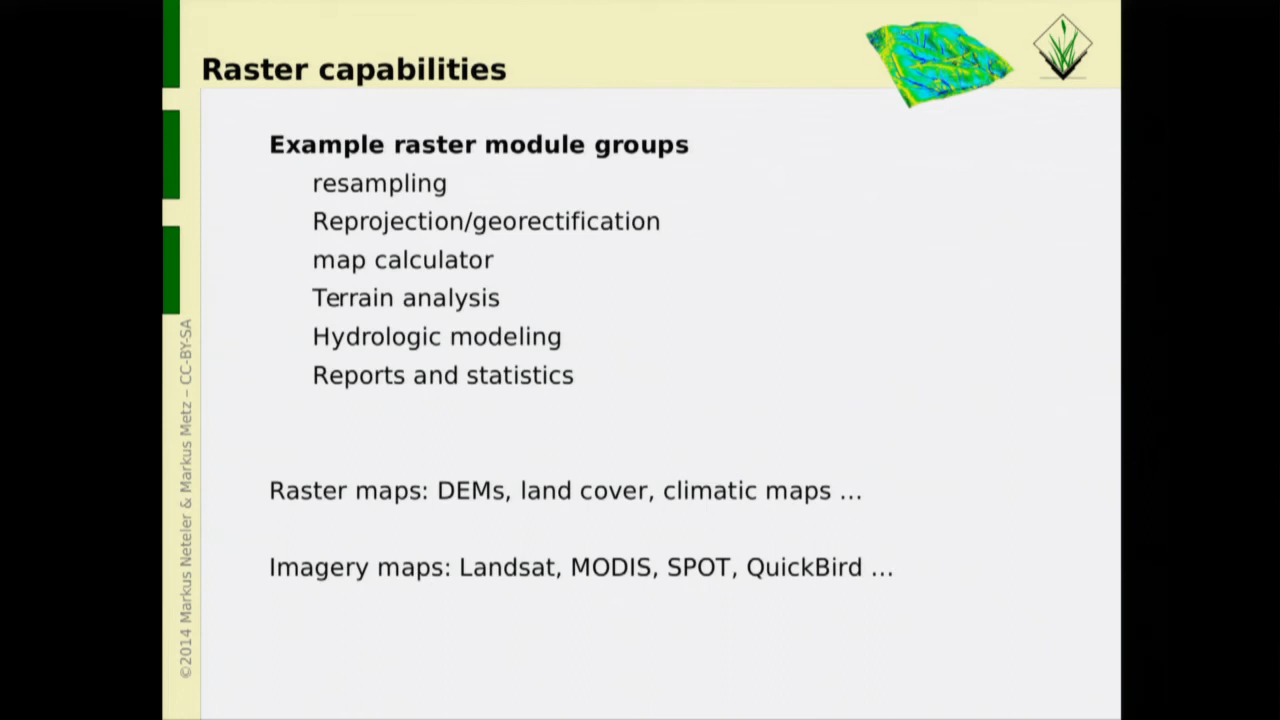 Raster capabilities
Example raster module groups
resampling
Reprojection/georectification
map calculator
Terrain analysis
Hydrologic modeling
Reports and statistics
Raster maps: DEMs, land cover, climatic maps ...
Imagery maps: Landsat, MODIS, SPOT, QuickBird ...
©2014 Markus Neteler & Markus Metz – CC-BY-SA